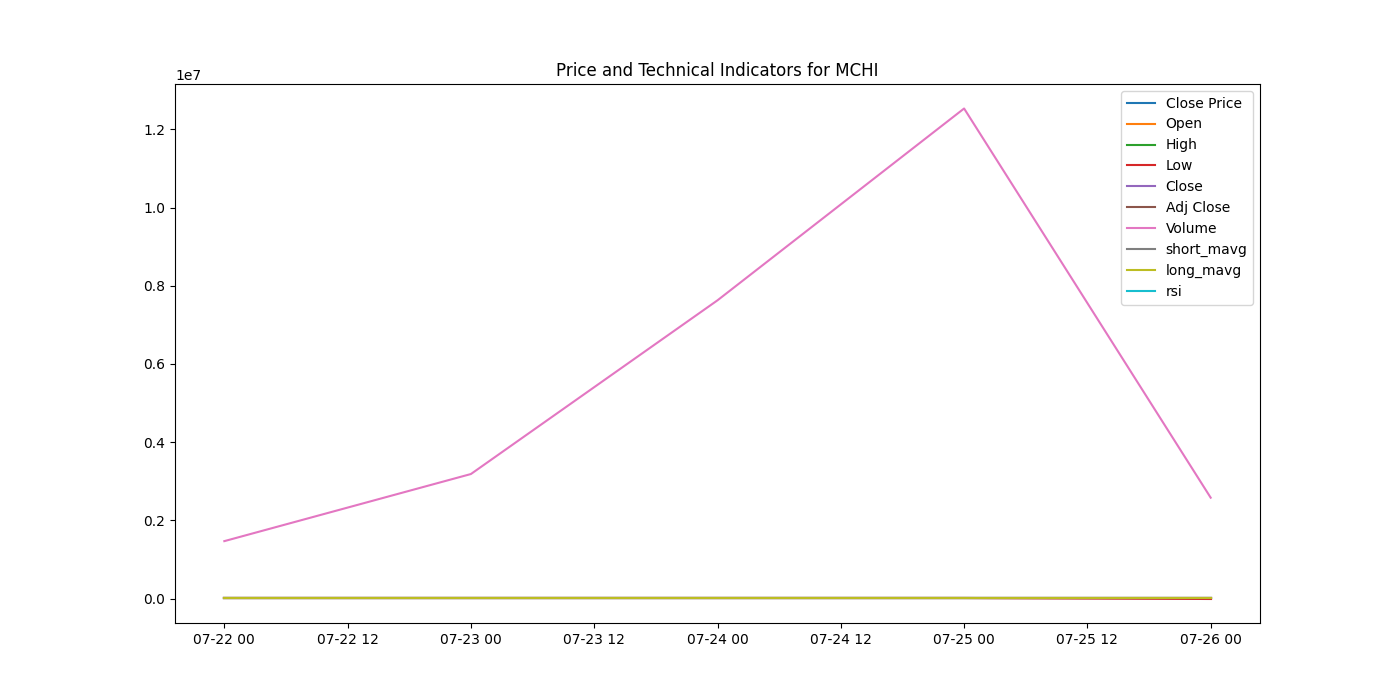 Price and Technical Indicators for MCHI
1e7
1.2
1.0
0.8
0.6
0.4
0.2
0.0
07-22 00 07-22 12 07-23 00 07-23 12 07-24 00 07-24 12 07-25 00 07-25 12 07-26 00
Close Price
Open
High
Low
Close
Adj Close
Volume
short_mavg
long_mavg
rsi